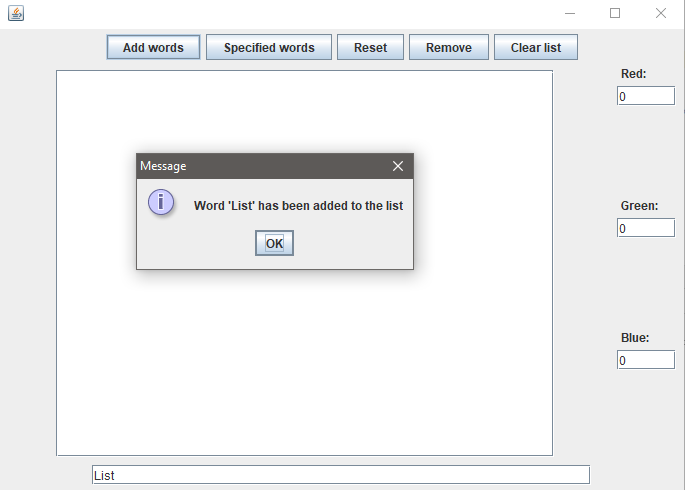 Add words
Specified words
Reset
Remove
Clear list
Red:
0
Message
i
Word 'List' has been added to the list
OK
Green:
0
Blue:
0
List